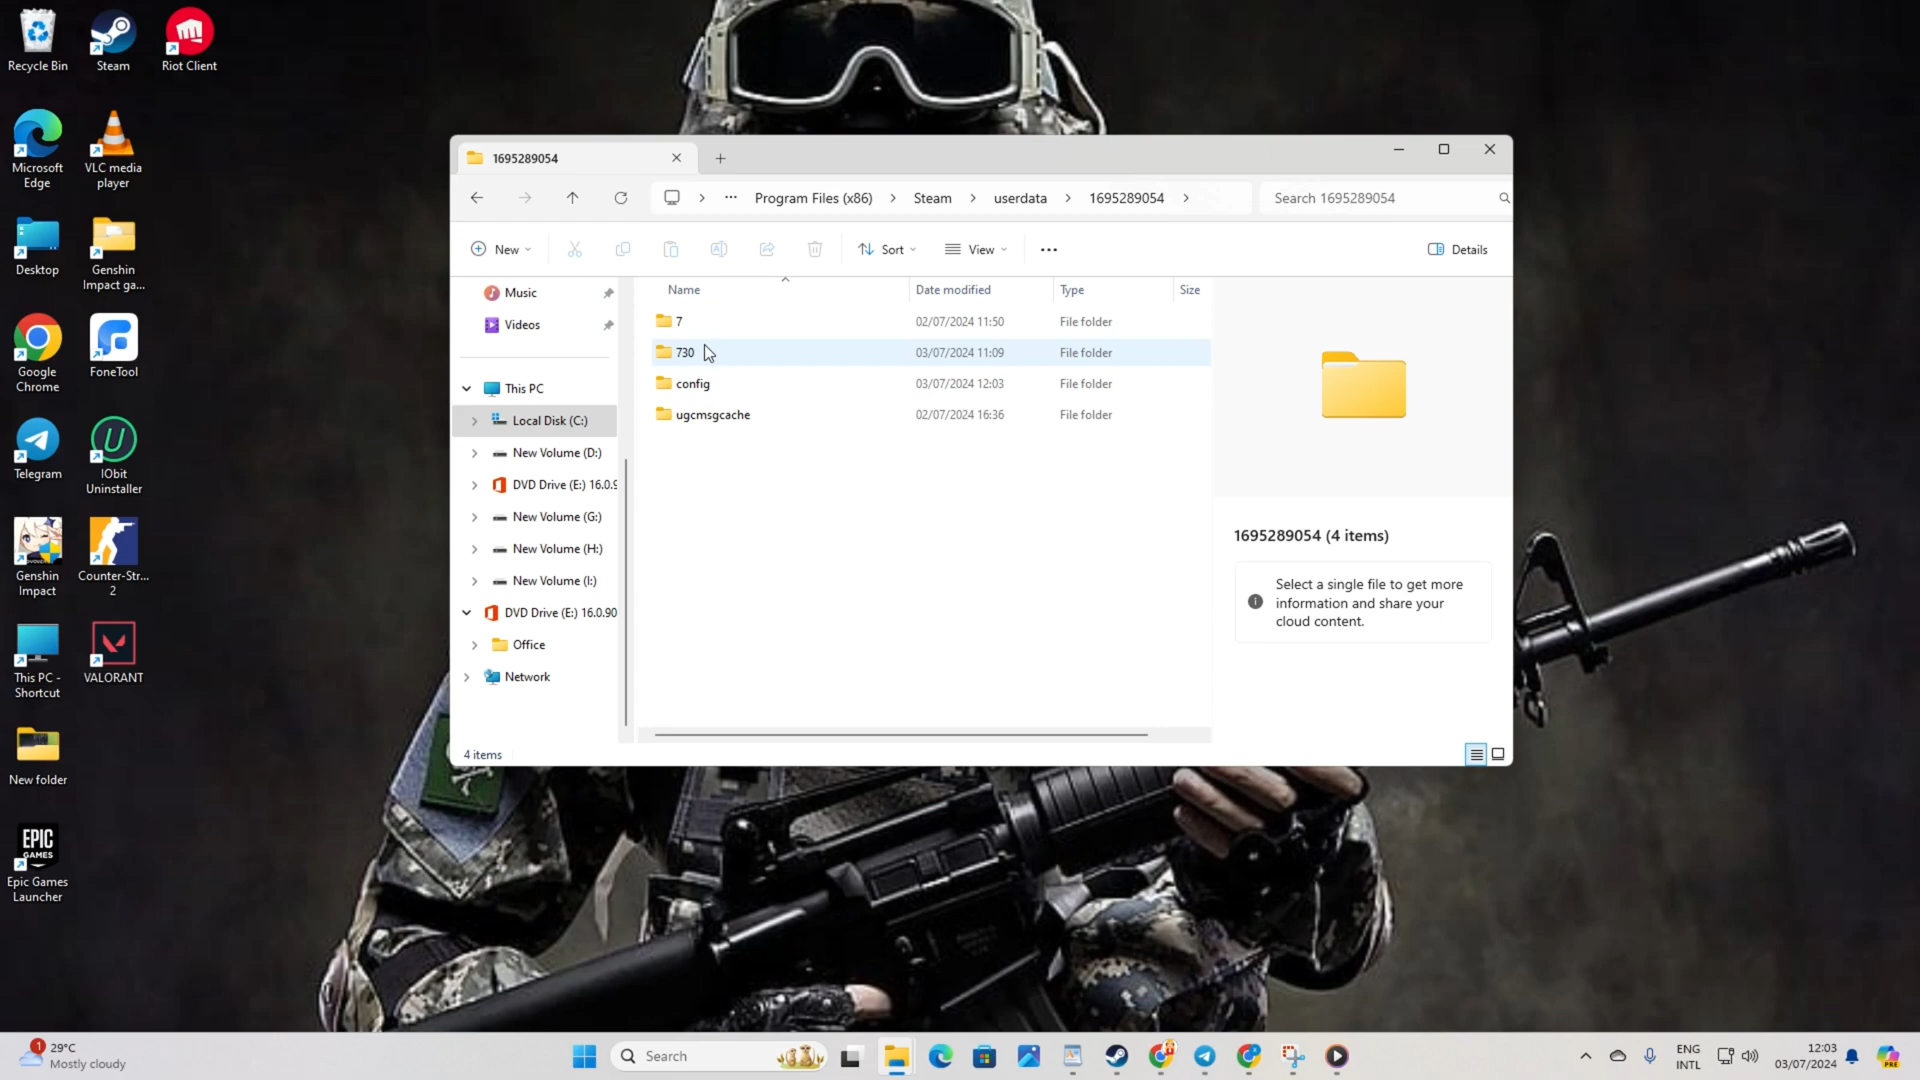 Recycle Bin
Steam
Riot Client
Microsoft
Edge
VLC media
player
Desktop
Genshin
Impact ga...
Google
Chrome
FoneTool
Telegram
IObit
Uninstaller
Genshin
Impact
Counter-Str...
2
This PC -
Shortcut
VALORANT
New folder
EPIC
GAMES
Epic Games
Launcher
1695289054
Program Files (x86) > Steam > userdata > 1695289054 >
Search 1695289054
New
Sort
View
Details
Music
Videos
This PC
Local Disk (C:)
New Volume (D:)
DVD Drive (E:) 16.0.9
New Volume (G:)
New Volume (H:)
New Volume (I:)
DVD Drive (E:) 16.0.90
Office
Network
Name Date modified Type Size
7 02/07/2024 11:50 File folder
730 03/07/2024 11:09 File folder
config 03/07/2024 12:03 File folder
ugcmsgcache 02/07/2024 16:36 File folder
1695289054 (4 items)
Select a single file to get more
information and share your
cloud content.
4 items
1
29°C
Mostly cloudy
Search
ENG
INTL
12:03
03/07/2024
PRE